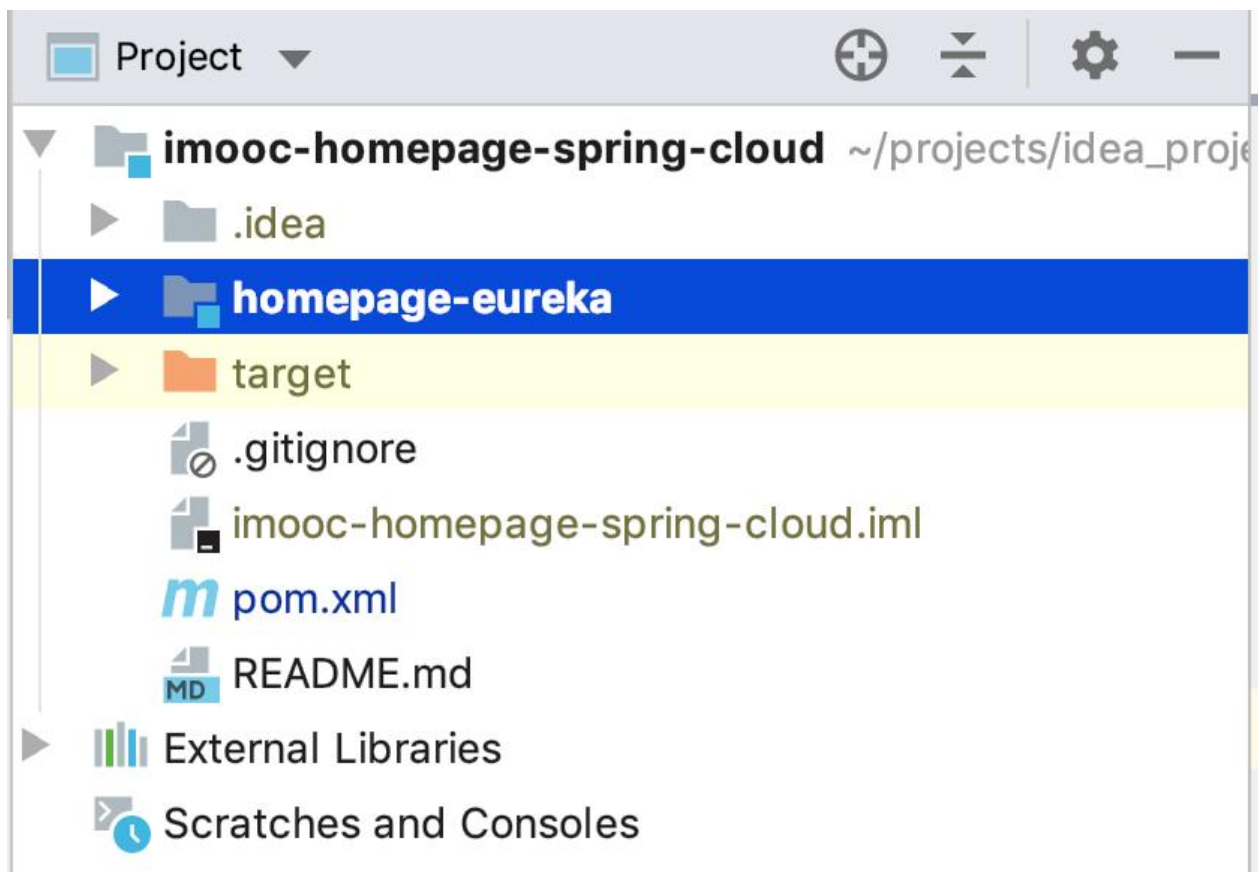 Project
imooc-homepage-spring-cloud ~/projects/idea_proje
.idea
homepage-eureka
target
.gitignore
imooc-homepage-spring-cloud.iml
m pom.xml
MD README.md
External Libraries
Scratches and Consoles